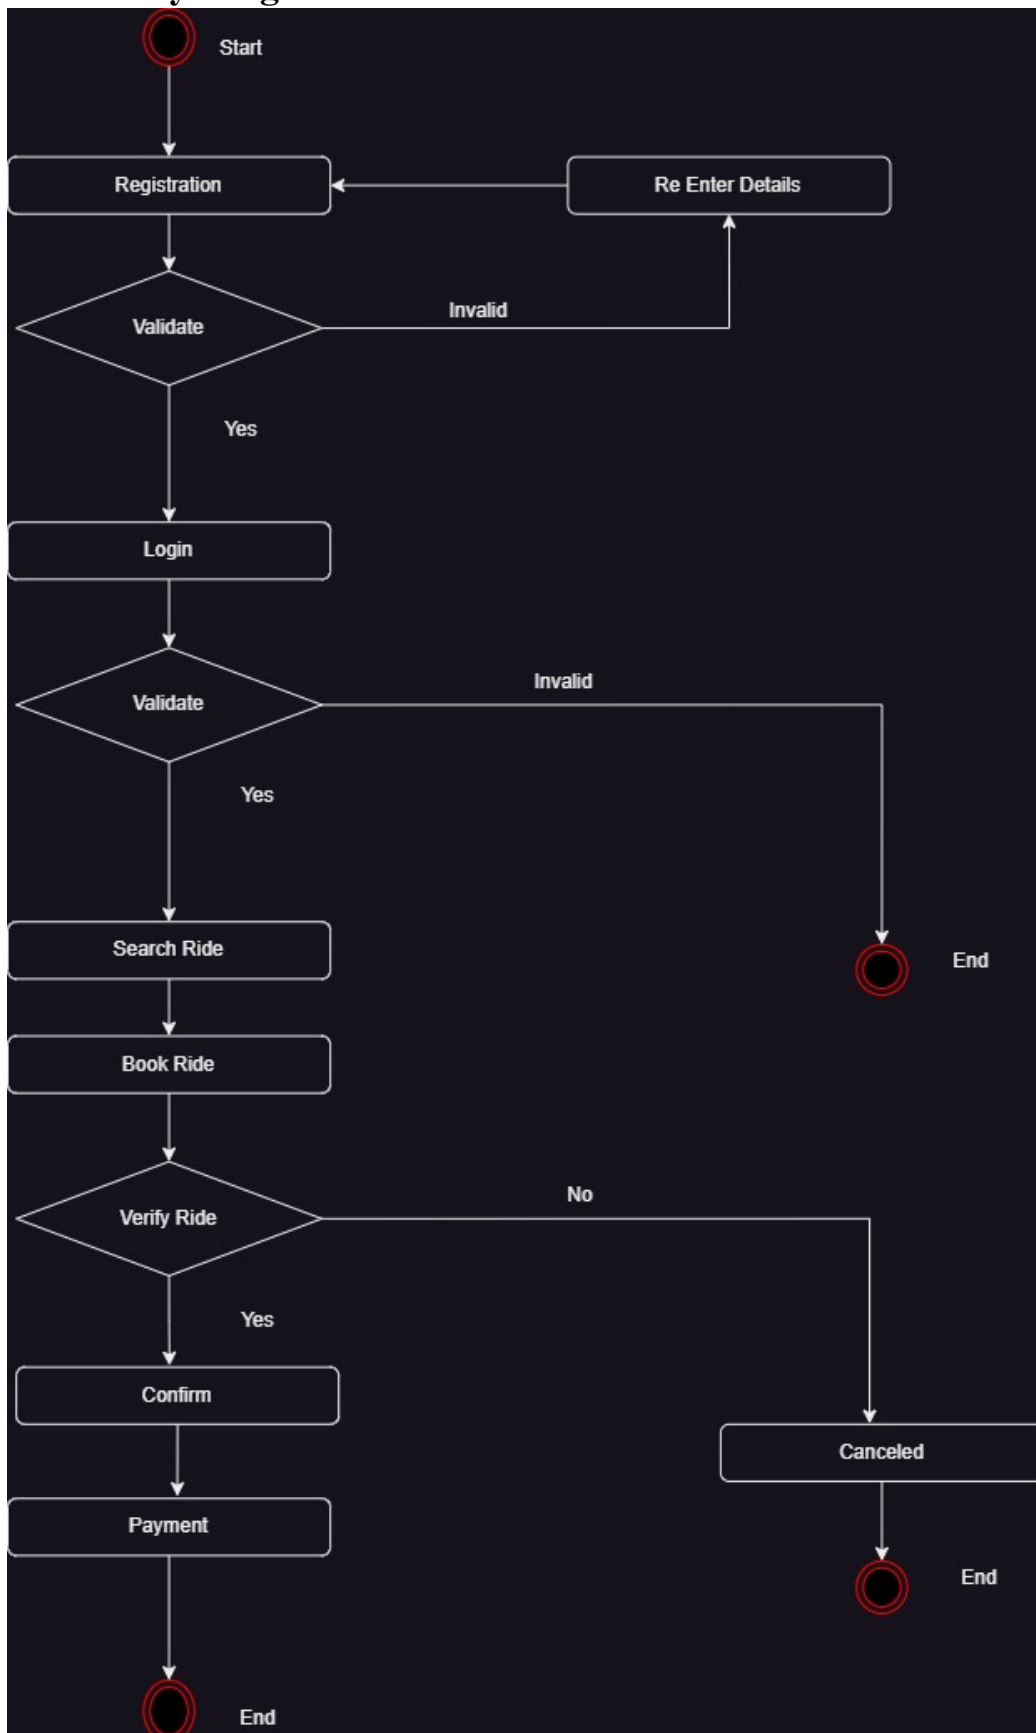 Start
Registration
Re Enter Details
Validate
Invalid
Yes
Login
Validate
Invalid
Yes
Search Ride
End
Book Ride
Verify Ride
No
Yes
Confirm
Canceled
Payment
End
End